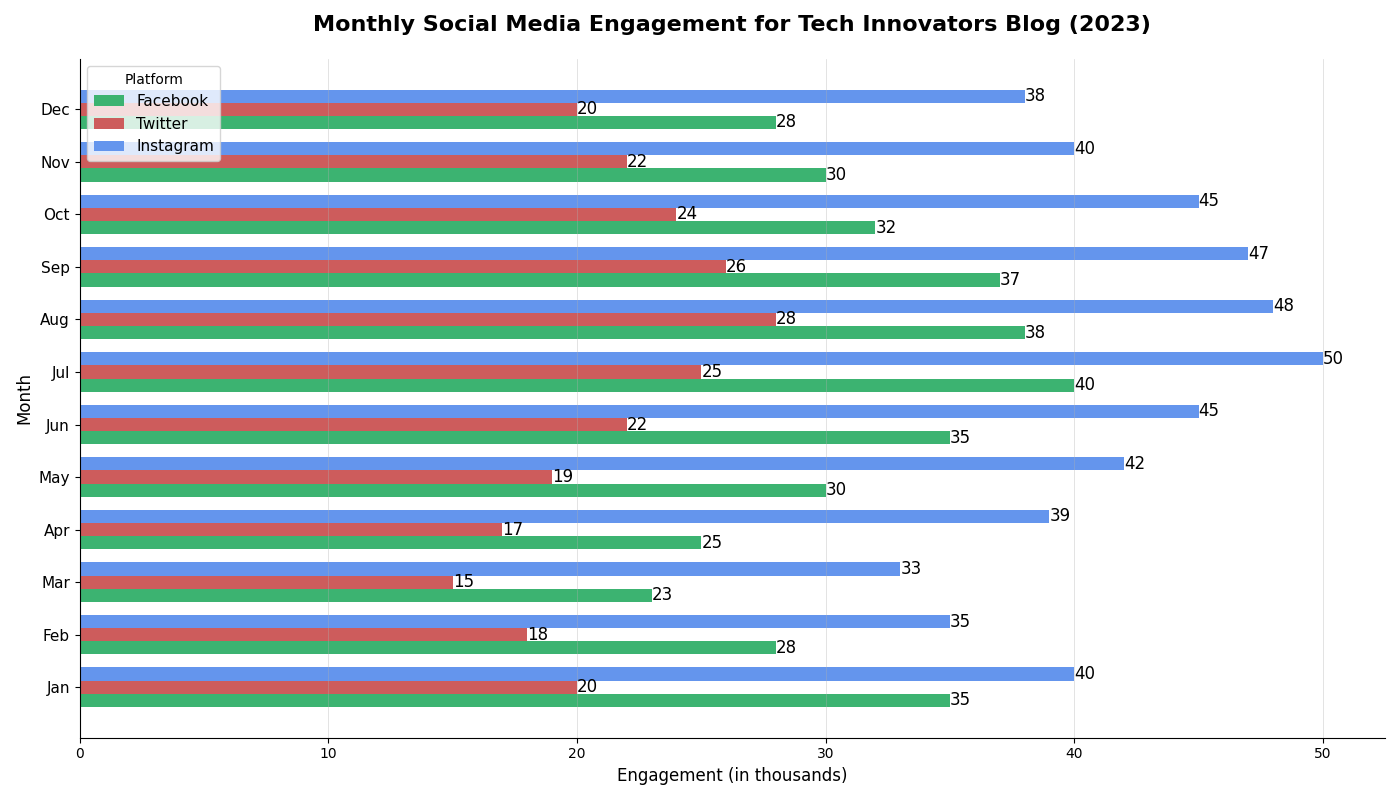 Monthly Social Media Engagement for Tech Innovators Blog (2023)
Platform
Facebook
Twitter
Instagram
Month
Dec
38
20
28
Nov
40
22
30
Oct
45
24
32
Sep
47
26
37
Aug
48
28
38
Jul
50
25
40
Jun
45
22
35
May
42
19
30
Apr
39
17
25
Mar
33
15
23
Feb
35
18
28
Jan
40
20
35
0 10 20 30 40 50
Engagement (in thousands)